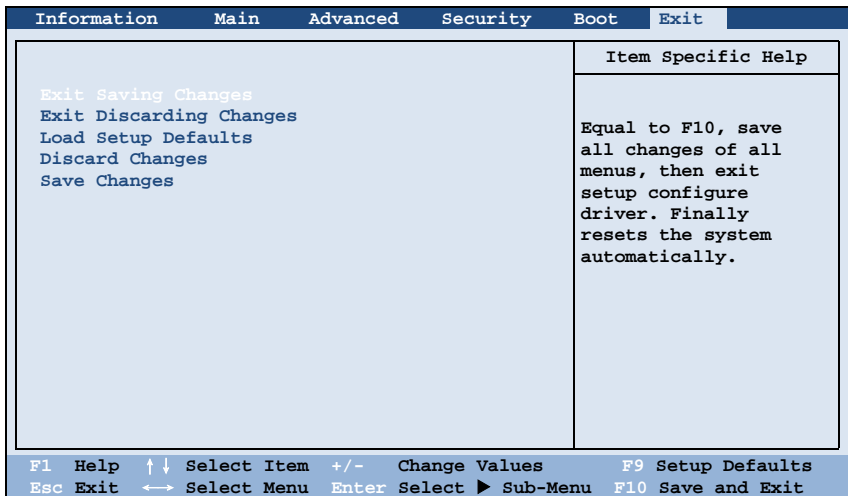 Information Main Advanced Security Boot Exit
Item Specific Help
Exit Saving Changes
Exit Discarding Changes
Load Setup Defaults
Discard Changes
Save Changes
Equal to F10, save
all changes of all
menus, then exit
setup configure
driver. Finally
resets the system
automatically.
F1 Help ↑↓ Select Item +/- Change Values F9 Setup Defaults
Esc Exit ←→ Select Menu Enter Select ▶ Sub-Menu F10 Save and Exit